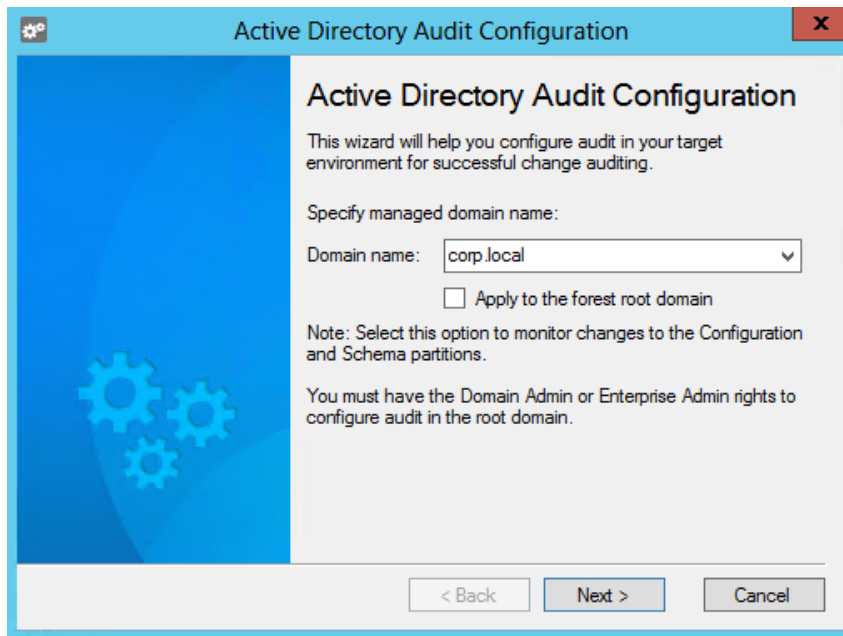 Active Directory Audit Configuration
x
Active Directory Audit Configuration
This wizard will help you configure audit in your target
environment for successful change auditing.
Specify managed domain name:
Domain name: corp.local
Apply to the forest root domain
Note: Select this option to monitor changes to the Configuration
and Schema partitions.
You must have the Domain Admin or Enterprise Admin rights to
configure audit in the root domain.
< Back Next > Cancel